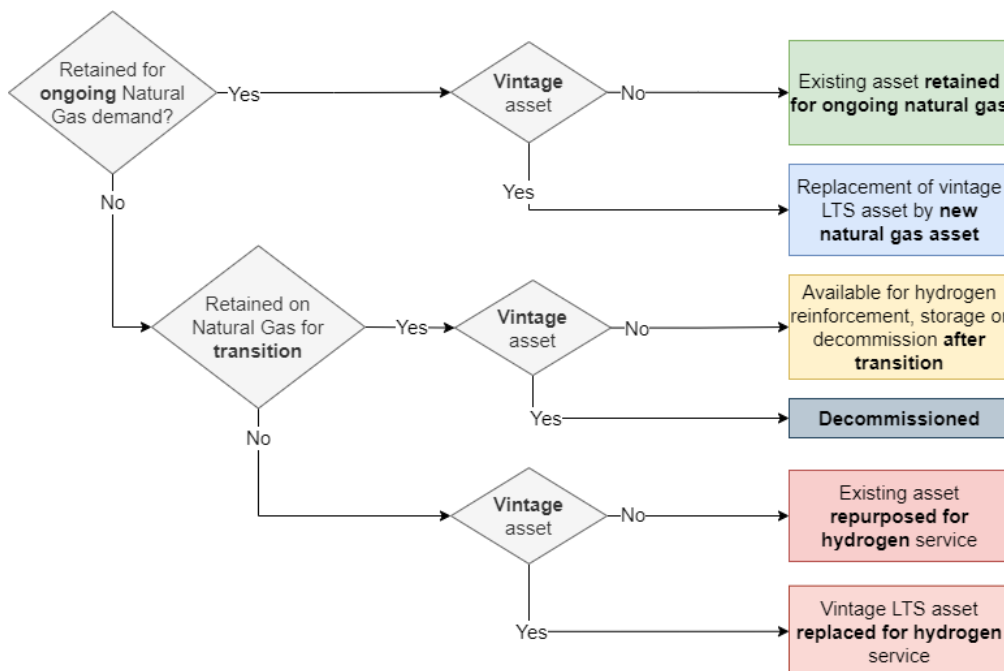 Retained for
ongoing Natural
Gas demand?
Yes
Vintage
asset
No
Existing asset retained
for ongoing natural gas
Yes
Replacement of vintage
LTS asset by new
natural gas asset
No
Retained on
Natural Gas for
transition
Yes
Vintage
asset
No
Available for hydrogen
reinforcement, storage or
decommission after
transition
Yes
Decommissioned
No
Vintage
asset
No
Existing asset
repurposed for
hydrogen service
Yes
Vintage LTS asset
replaced for hydrogen
service